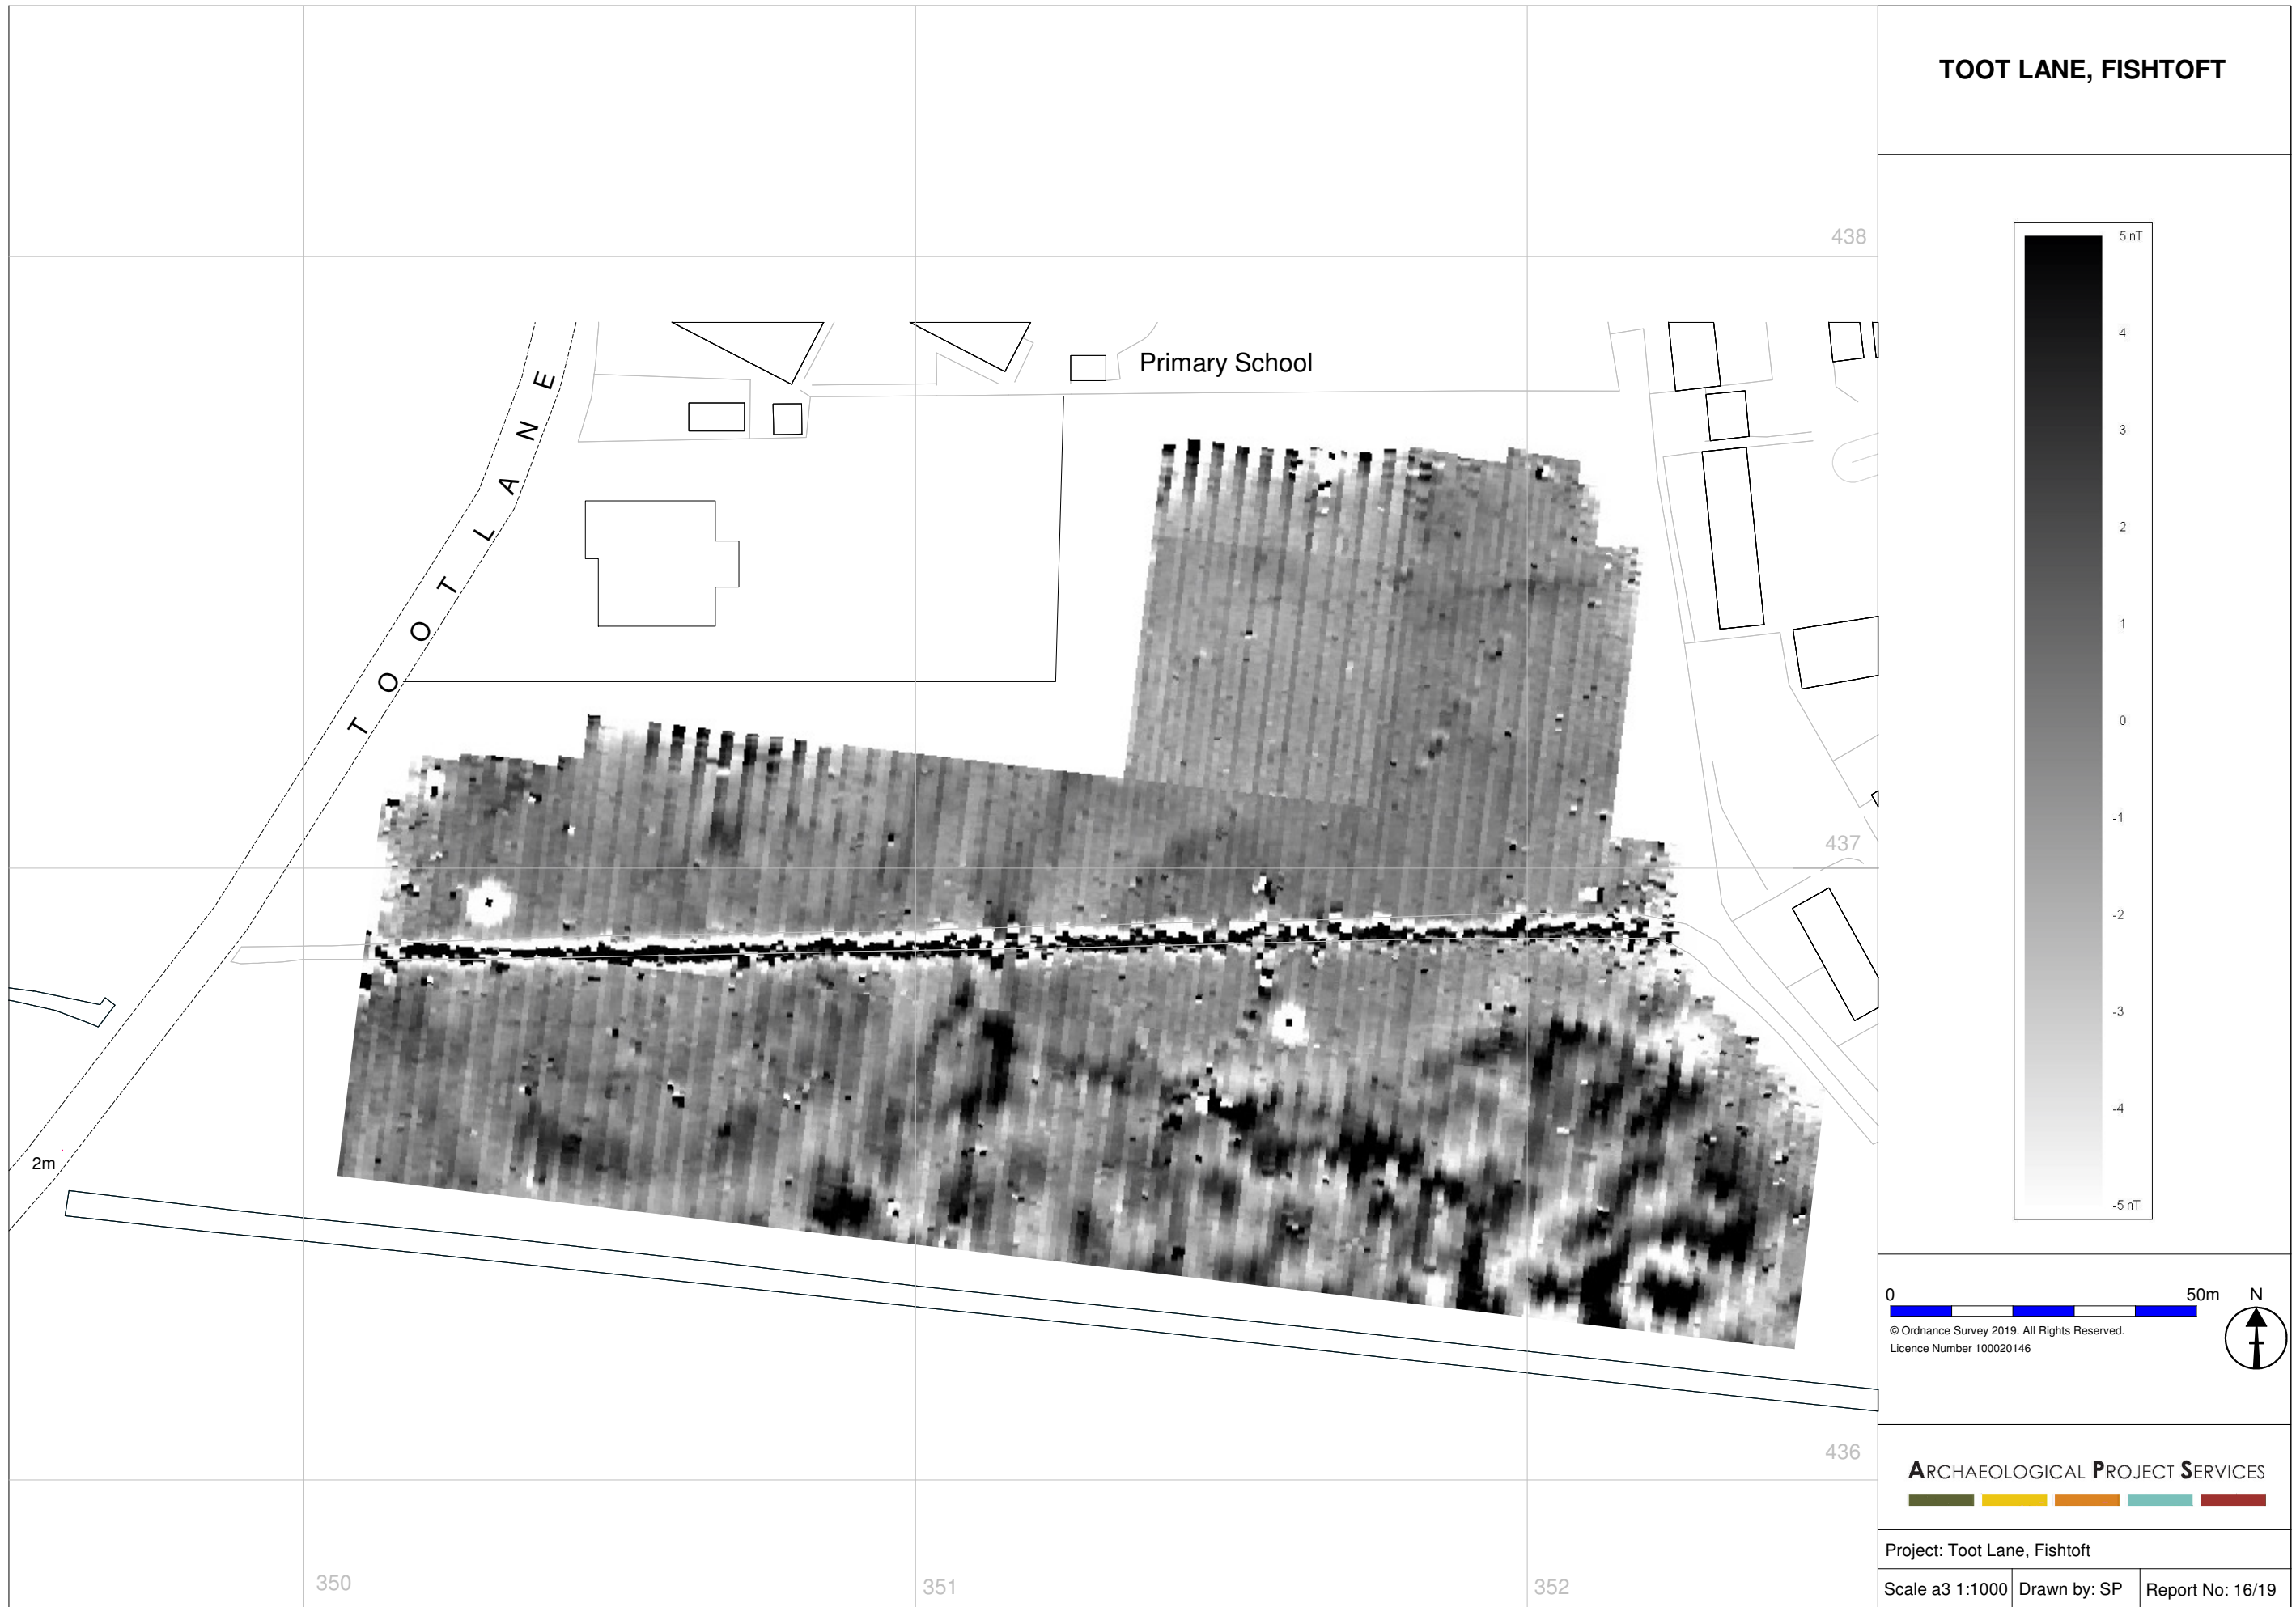 TOOT LANE, FISHTOFT
438
Primary School
TOOT LANE
437
2m
436
350
351
352
5 nT
4
3
2
1
0
-1
-2
-3
-4
-5 nT
0 50m N
© Ordnance Survey 2019. All Rights Reserved.
Licence Number 100020146
ARCHAEOLOGICAL PROJECT SERVICES
Project: Toot Lane, Fishtoft
Scale a3 1:1000 Drawn by: SP Report No: 16/19